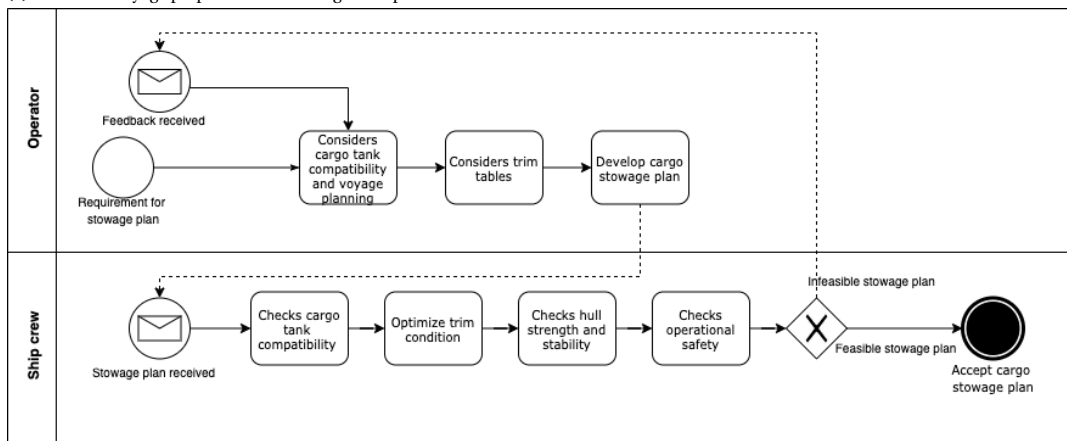 Operator
Feedback received
Requirement for
stowage plan
Considers
cargo tank
compatibility
and voyage
planning
Considers trim
tables
Develop cargo
stowage plan
Ship crew
Stowage plan received
Checks cargo
tank
compatibility
Optimize trim
condition
Checks hull
strength and
stability
Checks
operational
safety
Infeasible stowage plan
Feasible stowage plan
Accept cargo
stowage plan